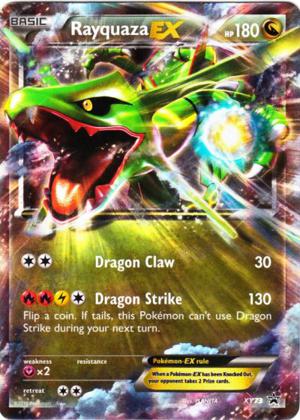 BASIC
Rayquaza EX HP 180
Dragon Claw 30
Dragon Strike 130
Flip a coin. If tails, this Pokémon can't use Dragon
Strike during your next turn.
weakness resistance
×2
Pokémon-EX rule
When a Pokémon-EX has been Knocked Out,
your opponent takes 2 Prize cards.
retreat
Illus. PLANETA XY73